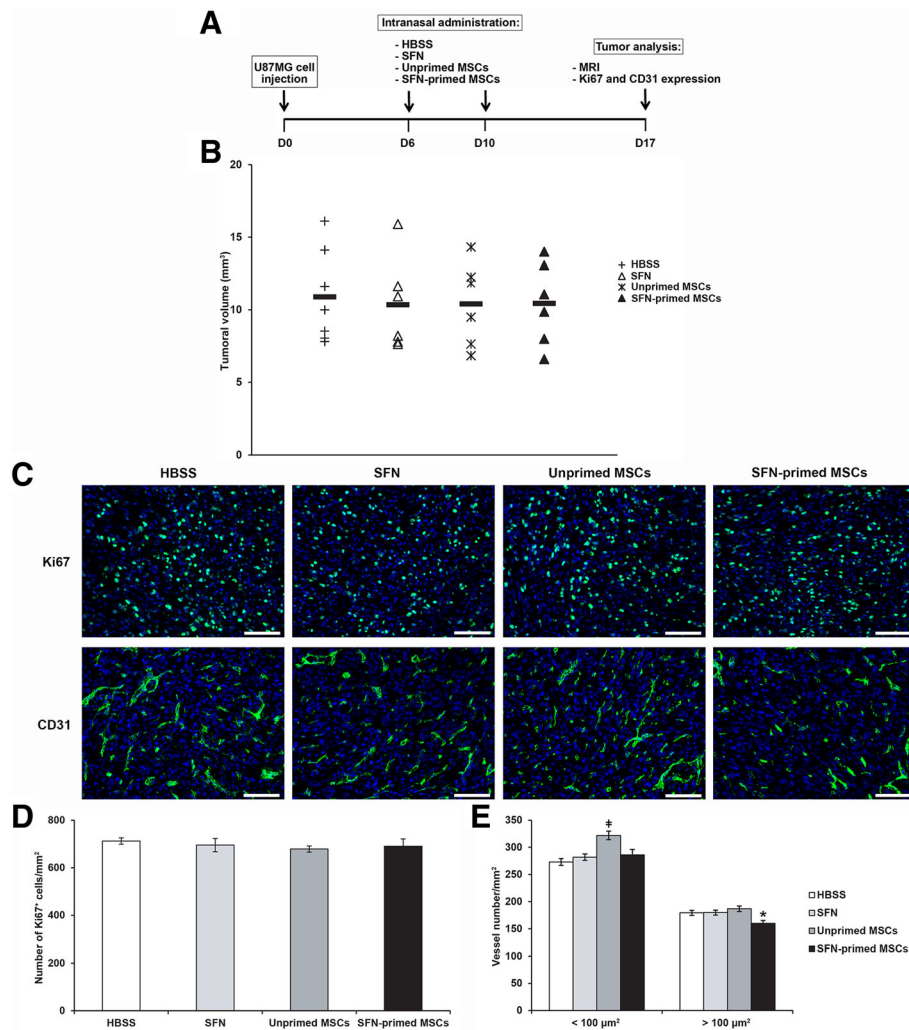 A
Intranasal administration:
- HBSS
- SFN
- Unprimed MSCs
- SFN-primed MSCs
Tumor analysis:
- MRI
- Ki67 and CD31 expression
U87MG cell
injection
D0
D6
D10
D17
B
Tumoral volume (mm³)
20
15
10
5
0
HBSS
SFN
Unprimed MSCs
SFN-primed MSCs
C
HBSS
SFN
Unprimed MSCs
SFN-primed MSCs
Ki67
CD31
D
Number of Ki67⁺ cells/mm²
800
600
400
200
0
HBSS
SFN
Unprimed MSCs
SFN-primed MSCs
E
Vessel number/mm²
350
300
250
200
150
100
50
0
ǂ
*
< 100 µm²
> 100 µm²
HBSS
SFN
Unprimed MSCs
SFN-primed MSCs